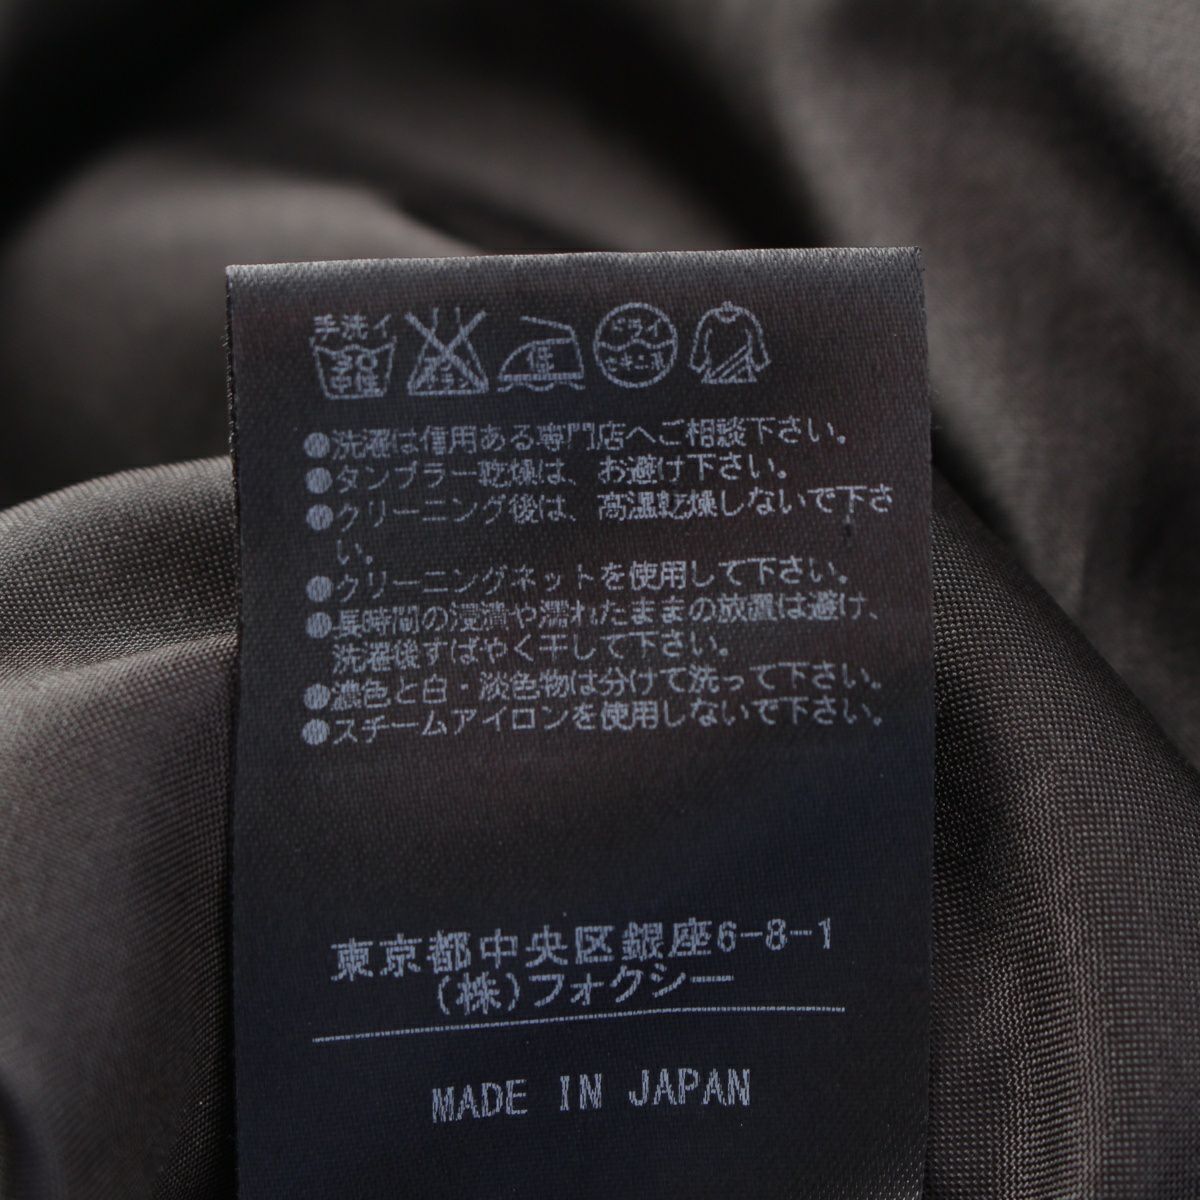 手洗イ
30 中性
低
ドライ
●洗濯は信用ある専門店へご相談下さい。
●タンブラー乾燥は、お避け下さい。
●クリーニング後は、高温乾燥しないで下さ
い。
●クリーニングネットを使用して下さい。
●長時間の浸漬や濡れたままの放置は避け、
洗濯後すばやく干して下さい。
●濃色と白・淡色物は分けて洗って下さい。
●スチームアイロンを使用しないで下さい。
東京都中央区銀座6-8-1
(株)フォクシー
MADE IN JAPAN